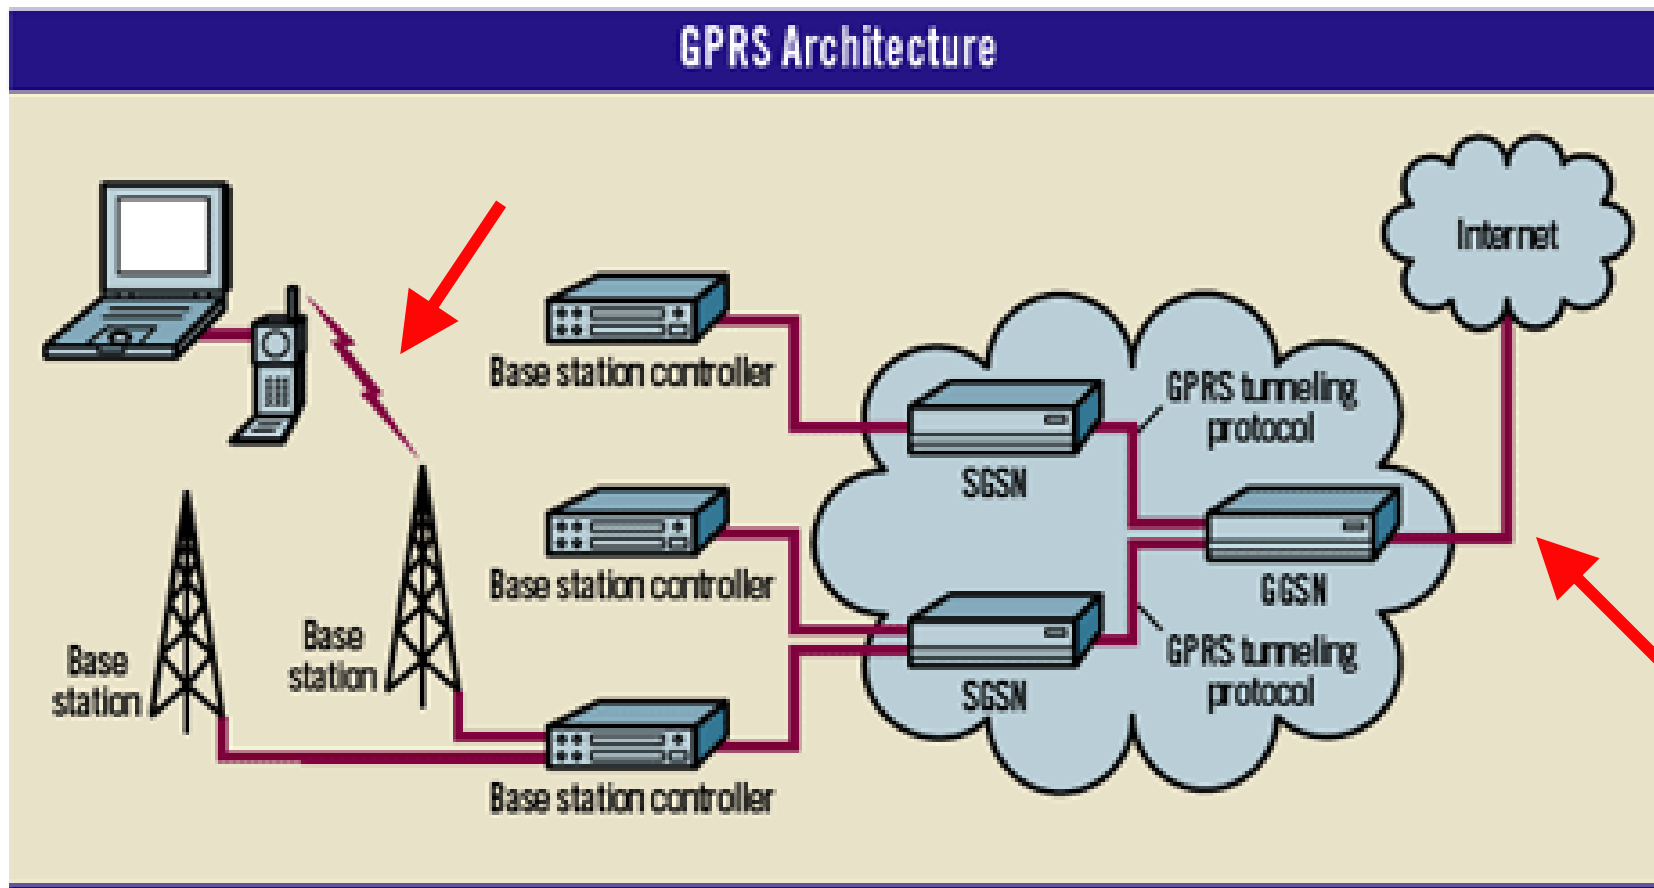 GPRS Architecture
Internet
Base station controller
GPRS tunneling
protocol
SGSN
Base station controller
GGSN
Base
station
Base
station
GPRS tunneling
protocol
SGSN
Base station controller